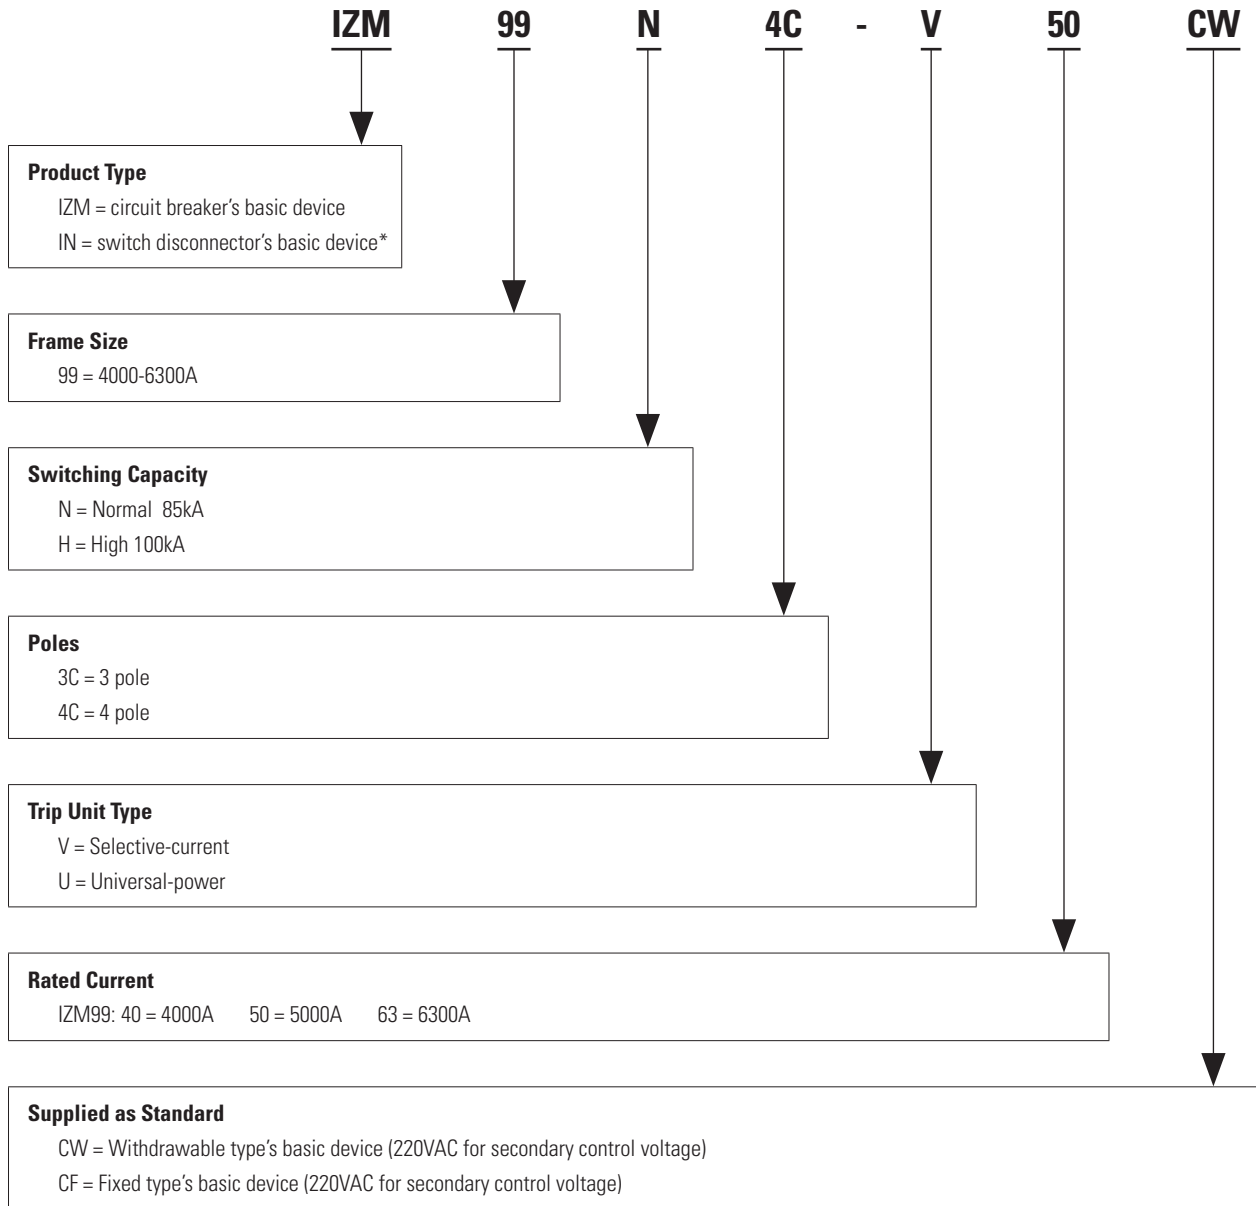 IZM 99 N 4C - V 50 CW
Product Type
IZM = circuit breaker's basic device
IN = switch disconnector's basic device*
Frame Size
99 = 4000-6300A
Switching Capacity
N = Normal 85kA
H = High 100kA
Poles
3C = 3 pole
4C = 4 pole
Trip Unit Type
V = Selective-current
U = Universal-power
Rated Current
IZM99: 40 = 4000A 50 = 5000A 63 = 6300A
Supplied as Standard
CW = Withdrawable type's basic device (220VAC for secondary control voltage)
CF = Fixed type's basic device (220VAC for secondary control voltage)